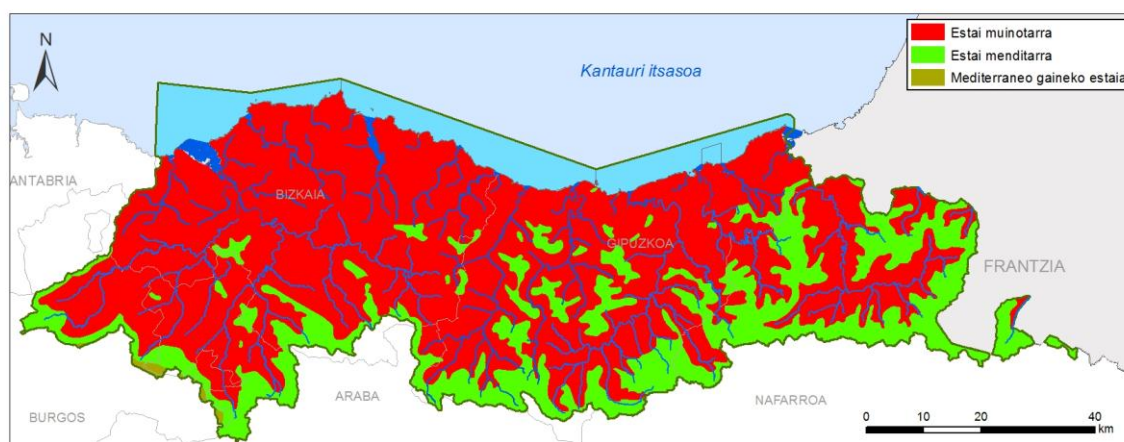 N
Kantauri itsasoa
Estai muinotarra
Estai menditarra
Mediterraneo gaineko estaia
ANTABRIA
BIZKAIA
GIPUZKOA
FRANTZIA
ARABA
NAFARROA
BURGOS
0 10 20 40
km